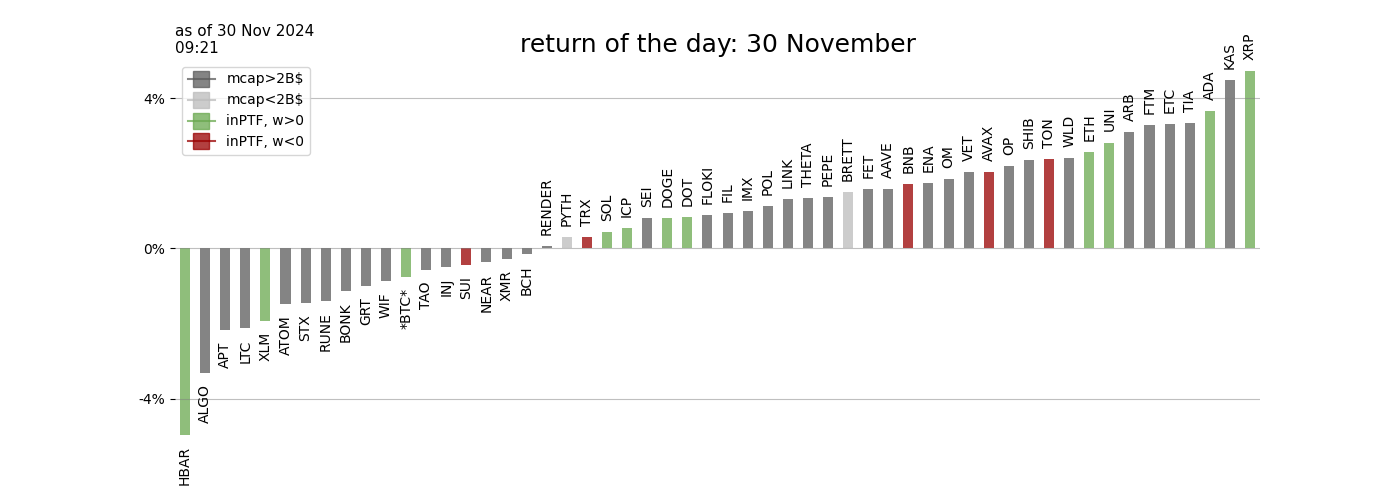 as of 30 Nov 2024
09:21
return of the day: 30 November
mcap>2B$
mcap<2B$
inPTF, w>0
inPTF, w<0
4%
0%
-4%
HBAR
ALGO
APT
LTC
XLM
ATOM
STX
RUNE
BONK
GRT
WIF
*BTC*
TAO
INJ
SUI
NEAR
XMR
BCH
RENDER
PYTH
TRX
SOL
ICP
SEI
DOGE
DOT
FLOKI
FIL
IMX
POL
LINK
THETA
PEPE
BRETT
FET
AAVE
BNB
ENA
OM
VET
AVAX
OP
SHIB
TON
WLD
ETH
UNI
ARB
FTM
ETC
TIA
ADA
KAS
XRP